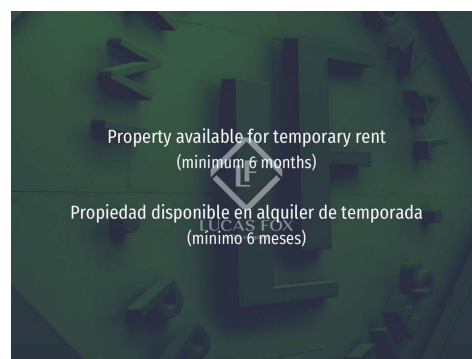 Property available for temporary rent
(minimum 6 months)
LF
LUCAS FOX
Propiedad disponible en alquiler de temporada
(mínimo 6 meses)